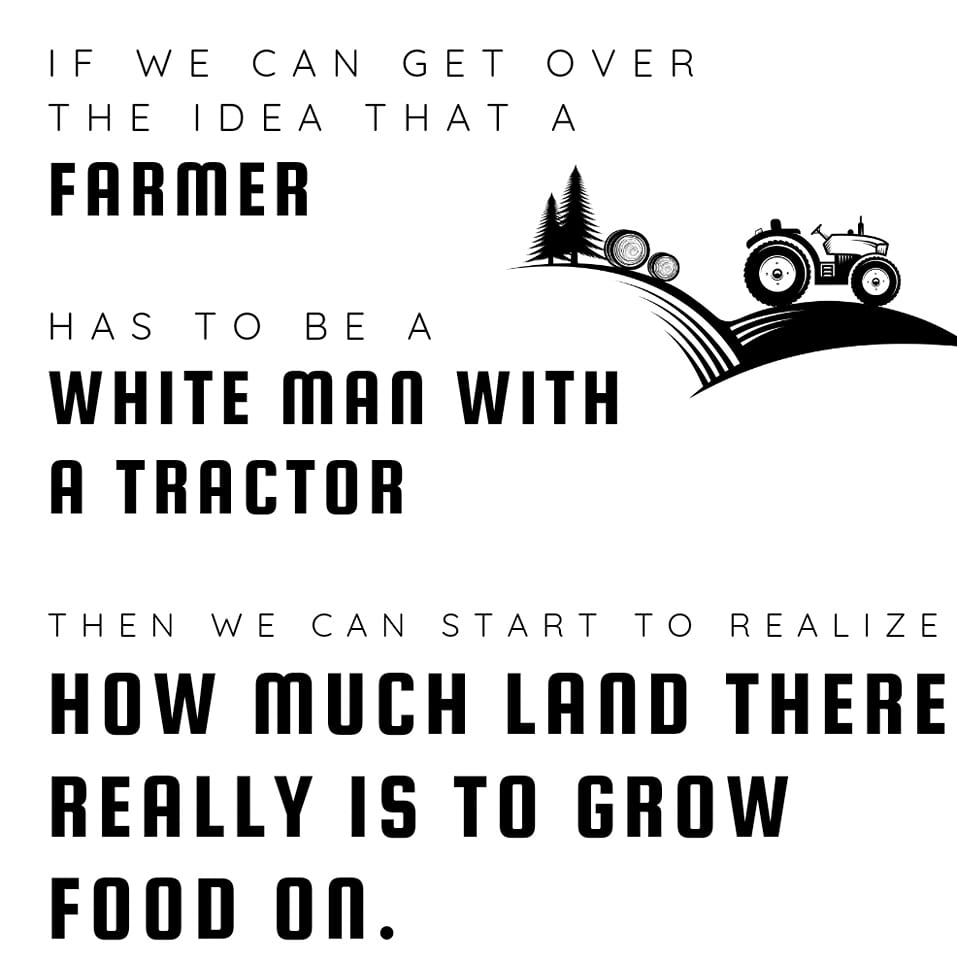 IF WE CAN GET OVER
THE IDEA THAT A
FARMER
HAS TO BE A
WHITE MAN WITH
A TRACTOR
THEN WE CAN START TO REALIZE
HOW MUCH LAND THERE
REALLY IS TO GROW
FOOD ON.